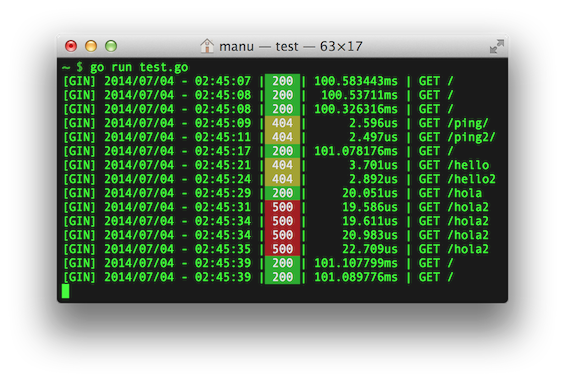 manu — test — 63×17
~ $ go run test.go
[GIN] 2014/07/04 - 02:45:07 | 200 | 100.583443ms | GET /
[GIN] 2014/07/04 - 02:45:08 | 200 | 100.53711ms | GET /
[GIN] 2014/07/04 - 02:45:08 | 200 | 100.326316ms | GET /
[GIN] 2014/07/04 - 02:45:09 | 404 | 2.596us | GET /ping/
[GIN] 2014/07/04 - 02:45:11 | 404 | 2.497us | GET /ping2/
[GIN] 2014/07/04 - 02:45:17 | 200 | 101.078176ms | GET /
[GIN] 2014/07/04 - 02:45:21 | 404 | 3.701us | GET /hello
[GIN] 2014/07/04 - 02:45:24 | 404 | 2.892us | GET /hello2
[GIN] 2014/07/04 - 02:45:29 | 200 | 20.051us | GET /hola
[GIN] 2014/07/04 - 02:45:31 | 500 | 19.586us | GET /hola2
[GIN] 2014/07/04 - 02:45:34 | 500 | 19.611us | GET /hola2
[GIN] 2014/07/04 - 02:45:34 | 500 | 20.983us | GET /hola2
[GIN] 2014/07/04 - 02:45:35 | 500 | 22.709us | GET /hola2
[GIN] 2014/07/04 - 02:45:39 | 200 | 101.107799ms | GET /
[GIN] 2014/07/04 - 02:45:39 | 200 | 101.089776ms | GET /